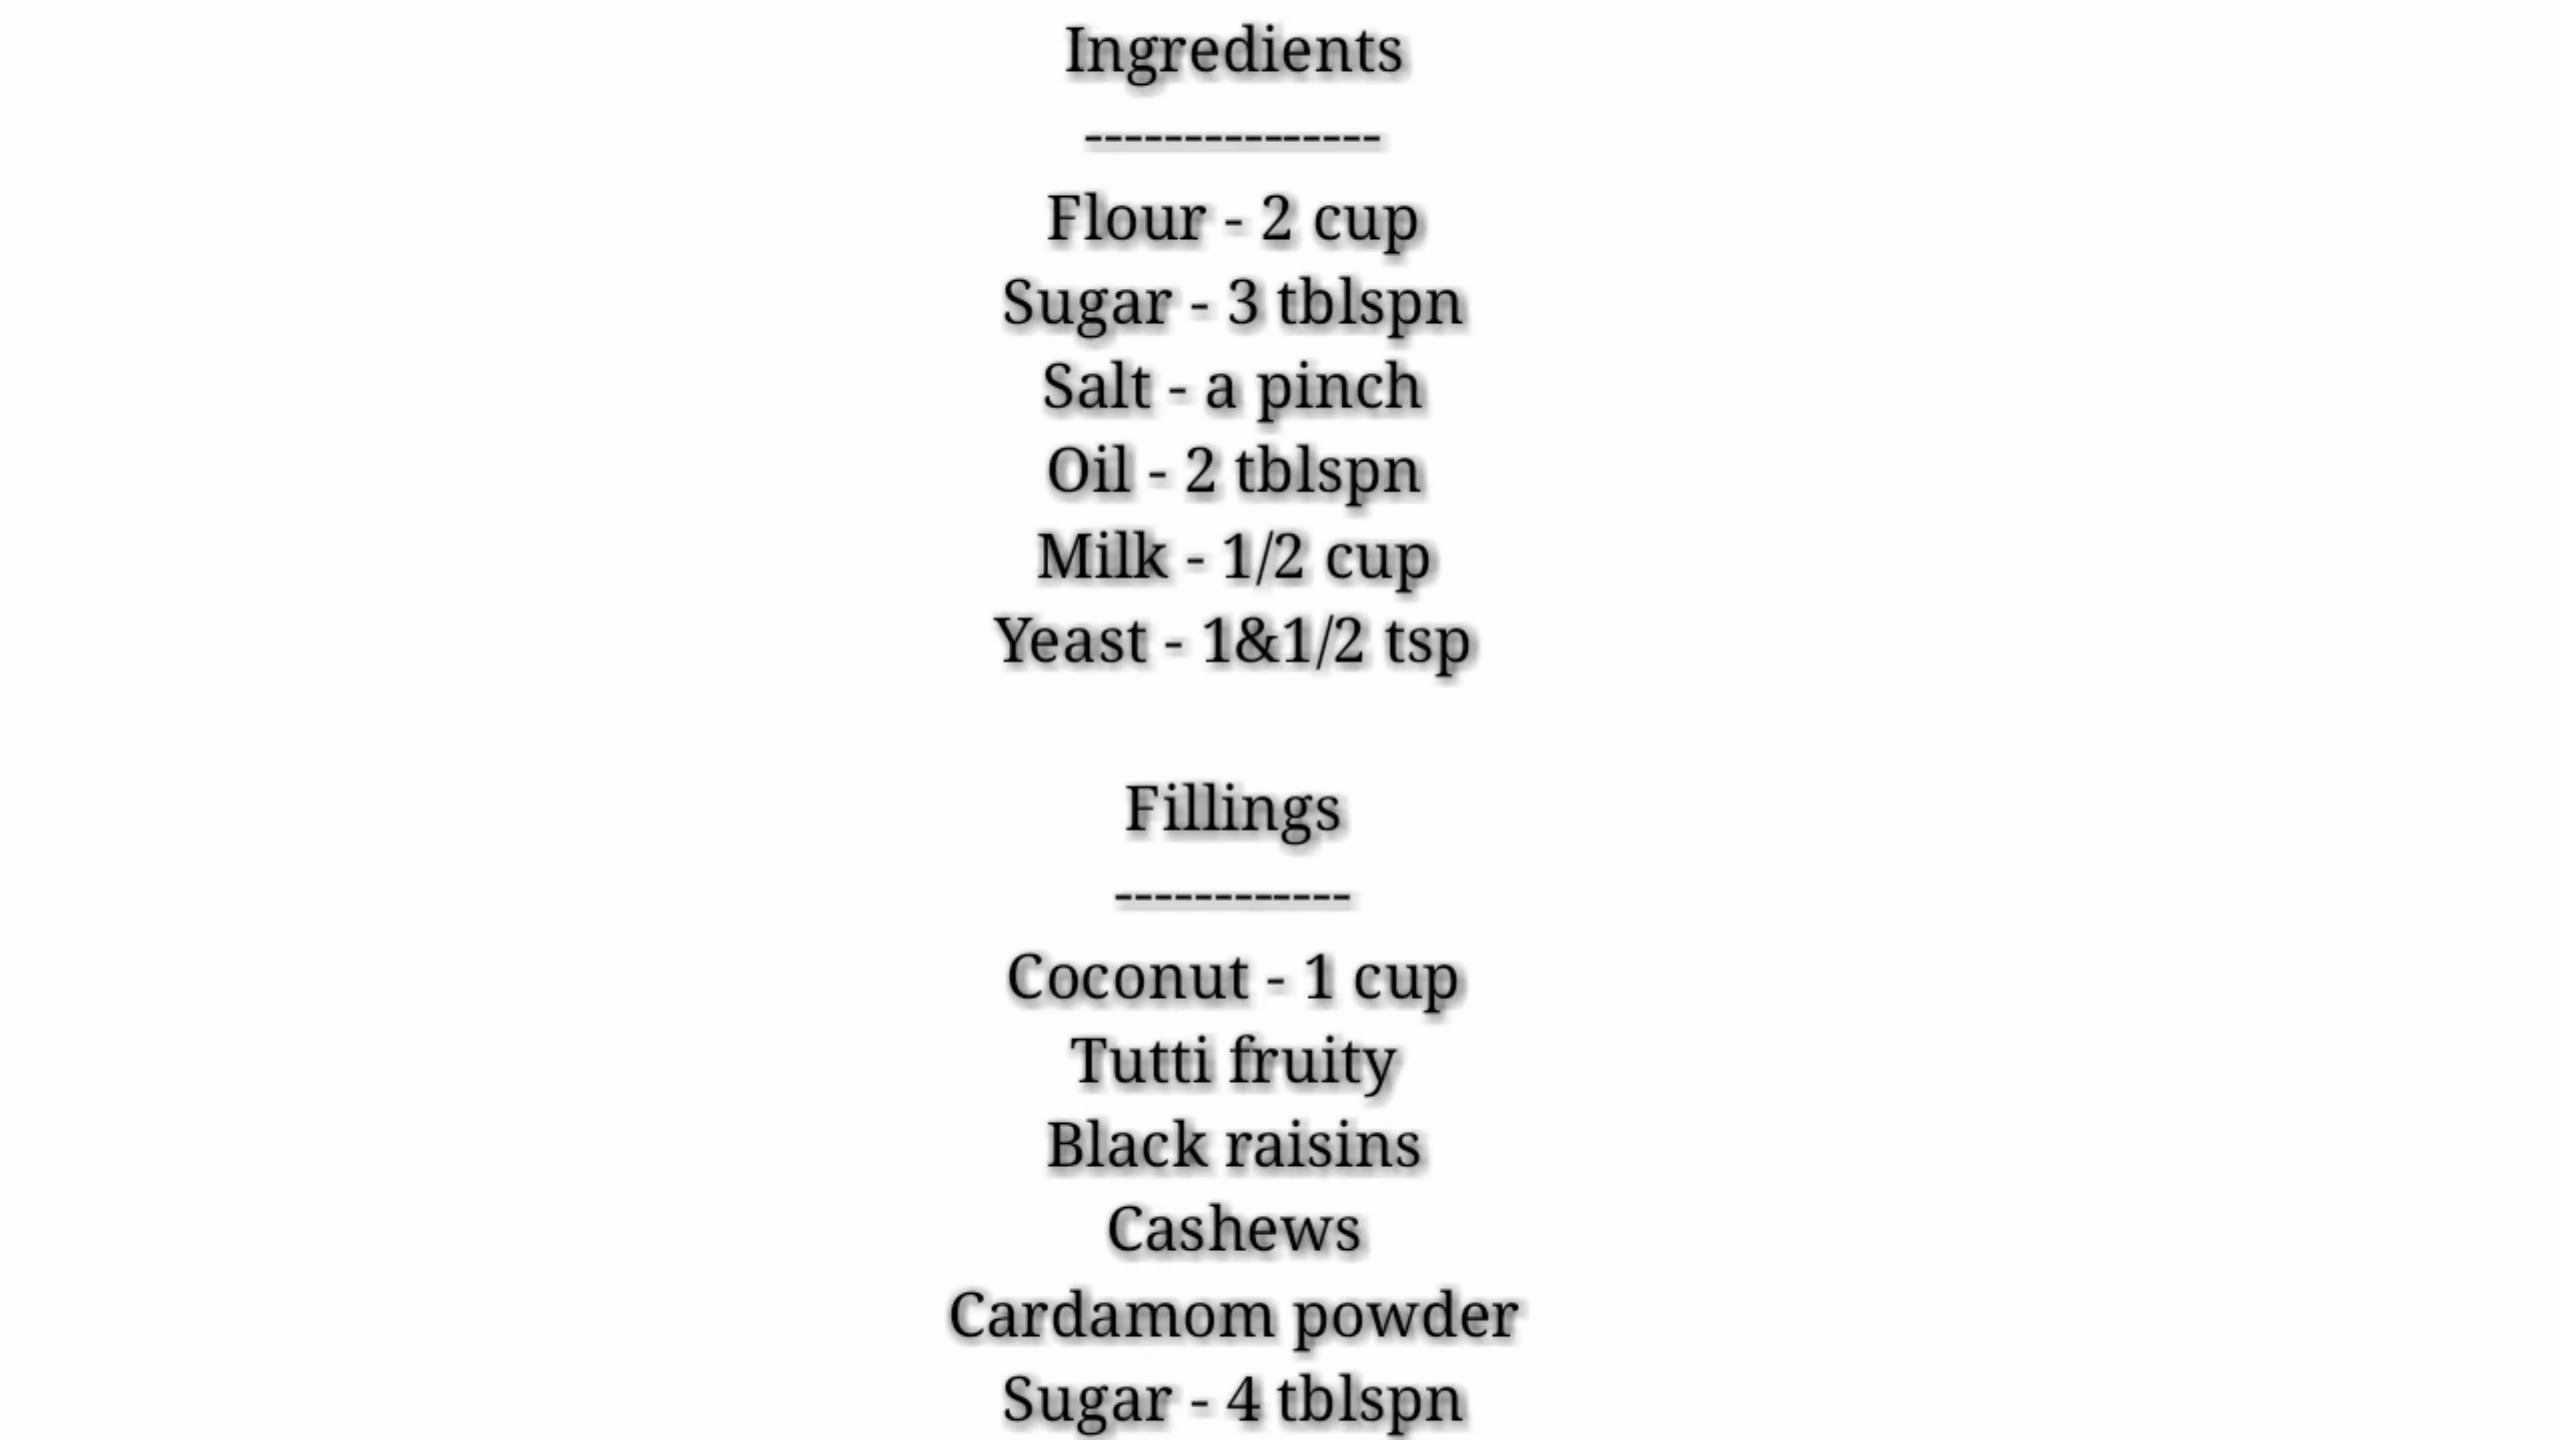 Ingredients
---------------
Flour - 2 cup
Sugar - 3 tblspn
Salt - a pinch
Oil - 2 tblspn
Milk - 1/2 cup
Yeast - 1&1/2 tsp
Fillings
------------
Coconut - 1 cup
Tutti fruity
Black raisins
Cashews
Cardamom powder
Sugar - 4 tblspn